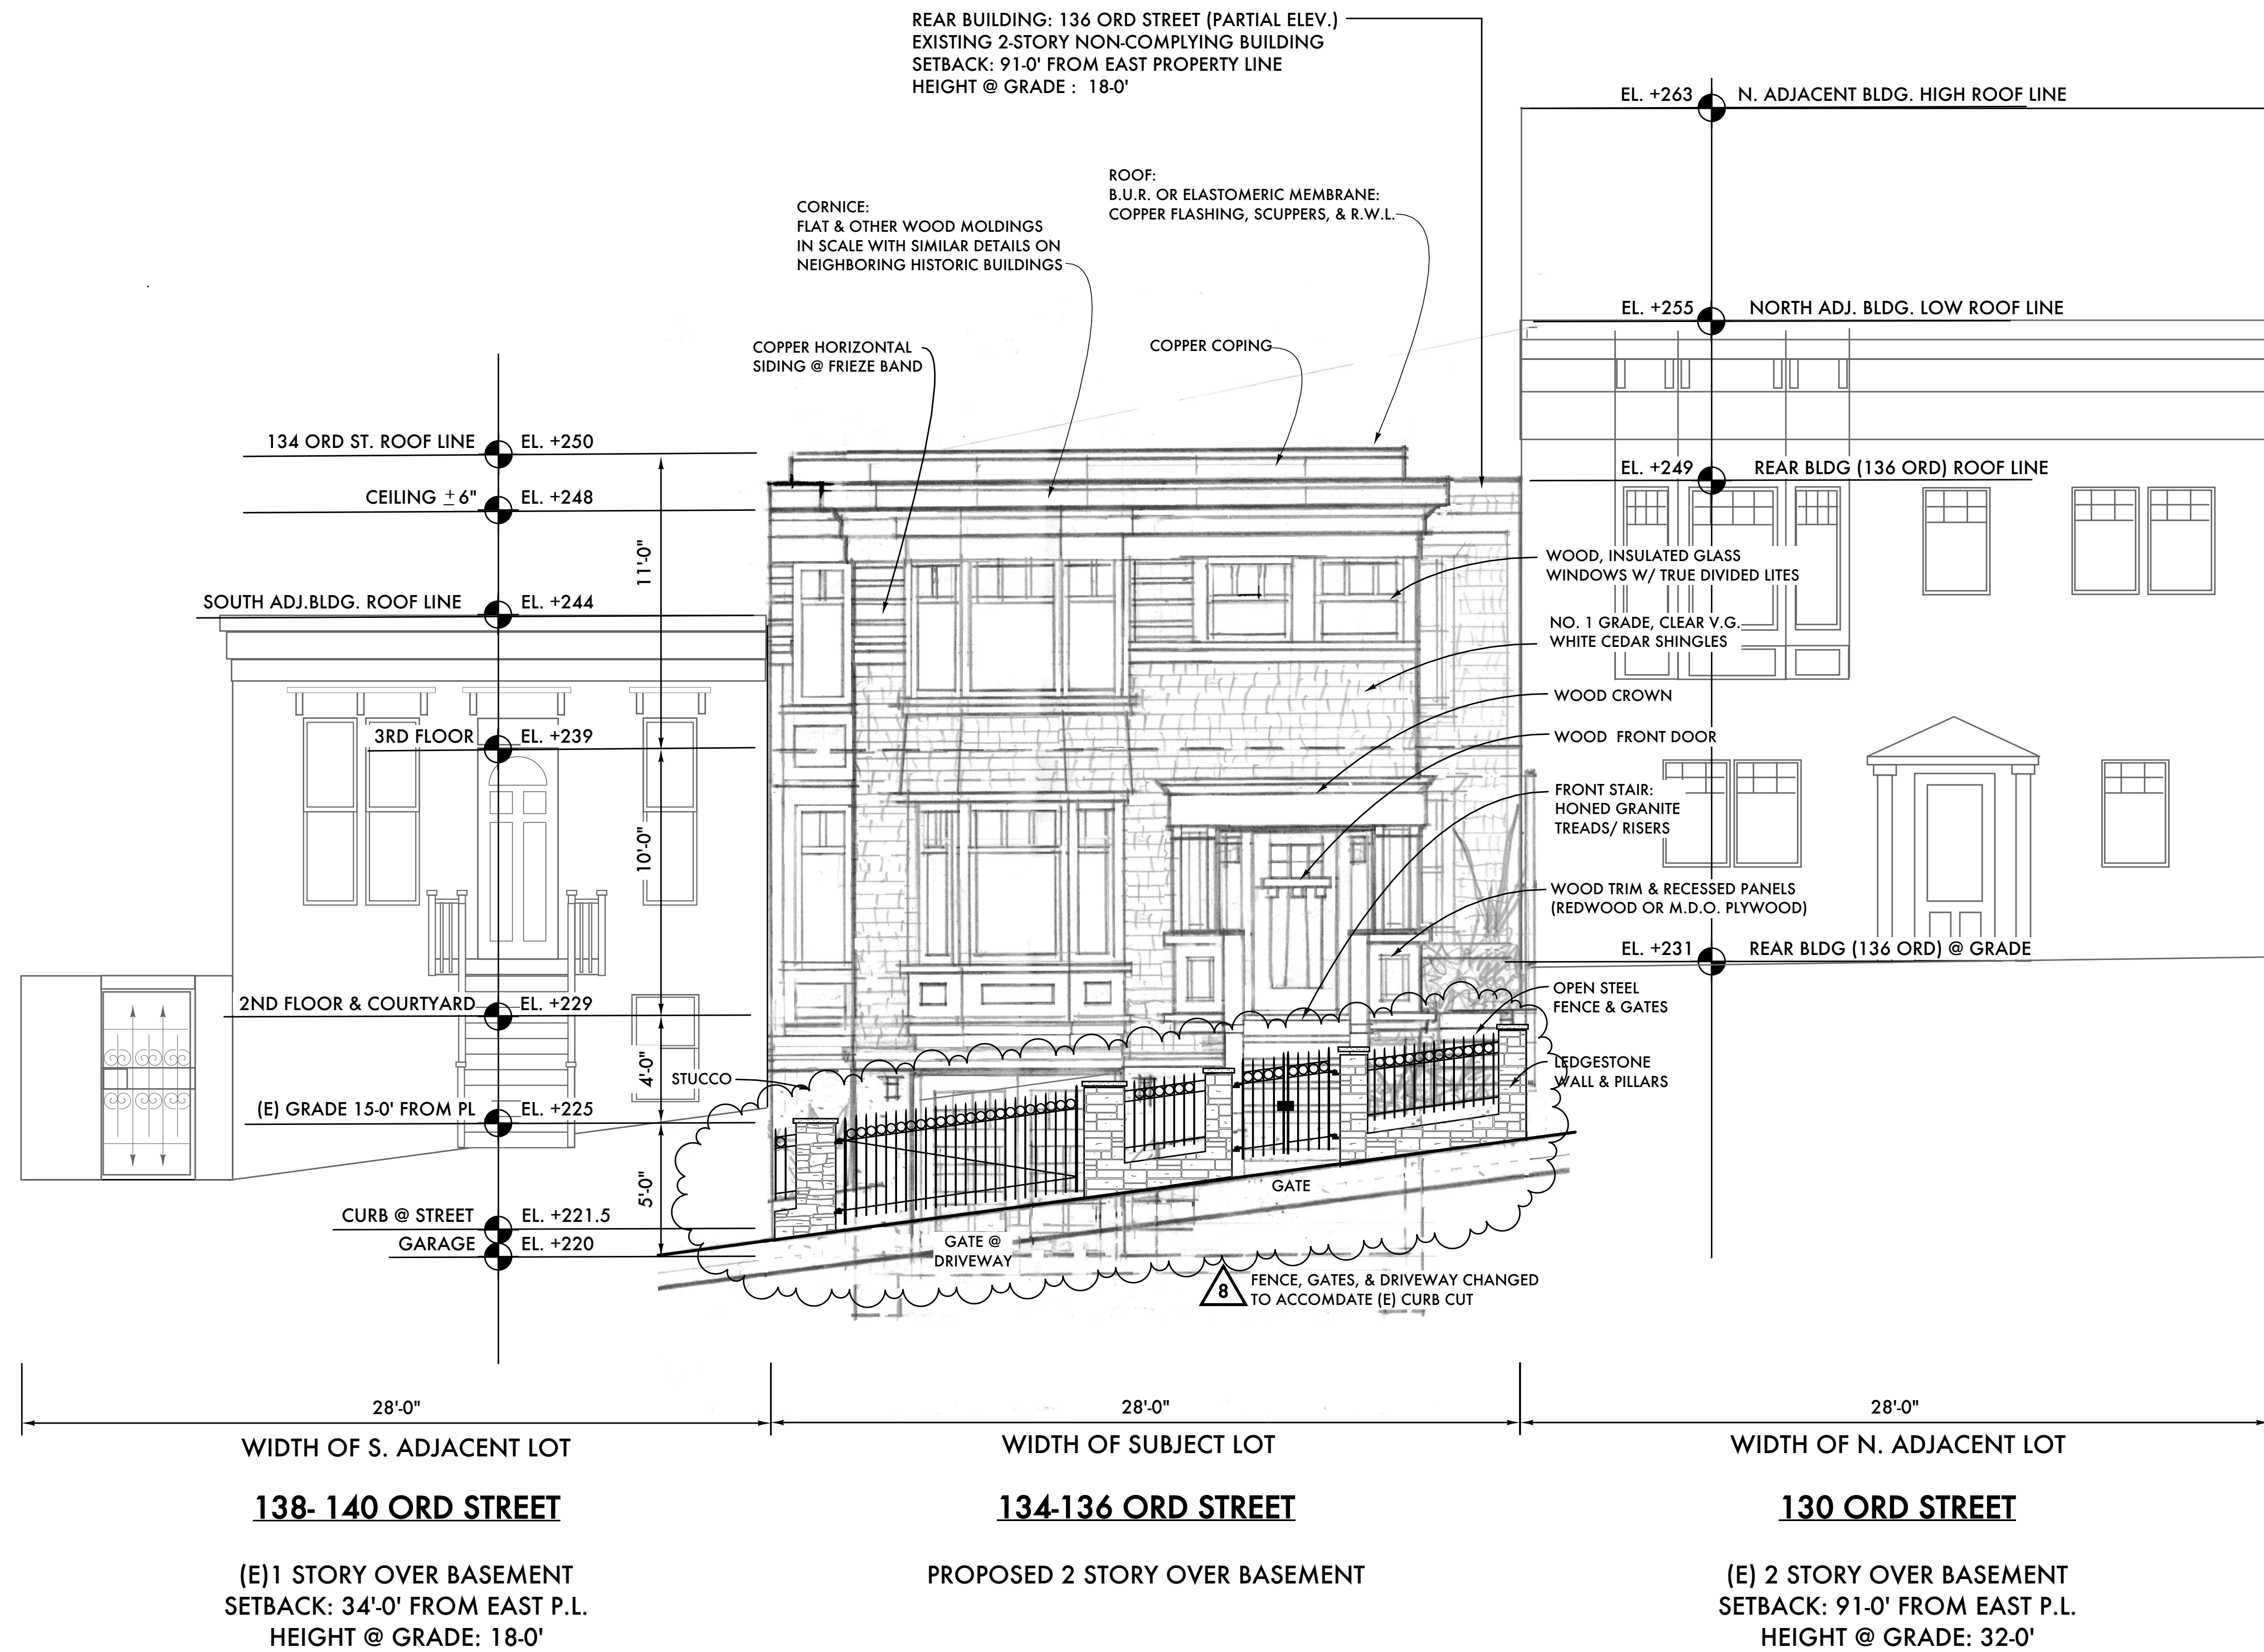 REAR BUILDING: 136 ORD STREET (PARTIAL ELEV.)
EXISTING 2-STORY NON-COMPLYING BUILDING
SETBACK: 91-0' FROM EAST PROPERTY LINE
HEIGHT @ GRADE :  18-0'
EL. +263 N. ADJACENT BLDG. HIGH ROOF LINE
ROOF:
B.U.R. OR ELASTOMERIC MEMBRANE:
COPPER FLASHING, SCUPPERS, & R.W.L.
CORNICE:
FLAT & OTHER WOOD MOLDINGS
IN SCALE WITH SIMILAR DETAILS ON
NEIGHBORING HISTORIC BUILDINGS
EL. +255 NORTH ADJ. BLDG. LOW ROOF LINE
COPPER HORIZONTAL
SIDING @ FRIEZE BAND
COPPER COPING
134 ORD ST. ROOF LINE EL. +250
EL. +249 REAR BLDG (136 ORD) ROOF LINE
CEILING ±6" EL. +248
11'-0"
WOOD, INSULATED GLASS
WINDOWS W/ TRUE DIVIDED LITES
SOUTH ADJ.BLDG. ROOF LINE EL. +244
NO. 1 GRADE, CLEAR V.G.
WHITE CEDAR SHINGLES
WOOD CROWN
3RD FLOOR EL. +239
WOOD  FRONT DOOR
FRONT STAIR:
HONED GRANITE
TREADS/ RISERS
10'-0"
WOOD TRIM & RECESSED PANELS
(REDWOOD OR M.D.O. PLYWOOD)
EL. +231 REAR BLDG (136 ORD) @ GRADE
2ND FLOOR & COURTYARD EL. +229
OPEN STEEL
FENCE & GATES
4'-0"
STUCCO
LEDGESTONE
WALL & PILLARS
(E) GRADE 15-0' FROM PL EL. +225
5'-0"
GATE
CURB @ STREET EL. +221.5
GARAGE EL. +220
GATE @
DRIVEWAY
8
FENCE, GATES, & DRIVEWAY CHANGED
TO ACCOMDATE (E) CURB CUT
28'-0"
28'-0"
28'-0"
WIDTH OF S. ADJACENT LOT
WIDTH OF SUBJECT LOT
WIDTH OF N. ADJACENT LOT
138- 140 ORD STREET
134-136 ORD STREET
130 ORD STREET
(E)1 STORY OVER BASEMENT
SETBACK: 34'-0' FROM EAST P.L.
HEIGHT @ GRADE: 18-0'
PROPOSED 2 STORY OVER BASEMENT
(E) 2 STORY OVER BASEMENT
SETBACK: 91-0' FROM EAST P.L.
HEIGHT @ GRADE: 32-0'